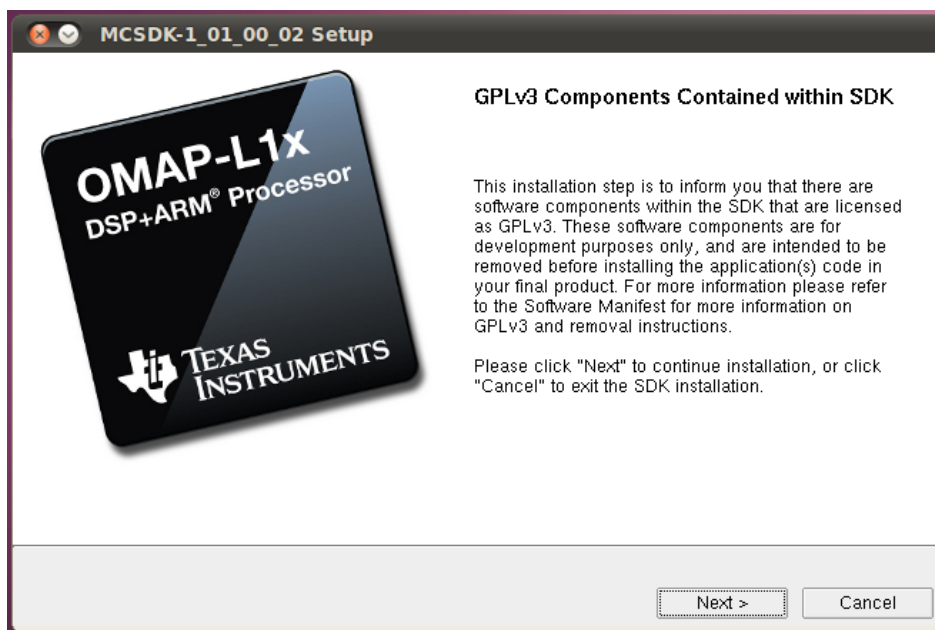 MCSDK-1_01_00_02 Setup
OMAP-L1x
DSP+ARM® Processor
TEXAS
INSTRUMENTS
GPLv3 Components Contained within SDK
This installation step is to inform you that there are
software components within the SDK that are licensed
as GPLv3. These software components are for
development purposes only, and are intended to be
removed before installing the application(s) code in
your final product. For more information please refer
to the Software Manifest for more information on
GPLv3 and removal instructions.
Please click "Next" to continue installation, or click
"Cancel" to exit the SDK installation.
Next >
Cancel